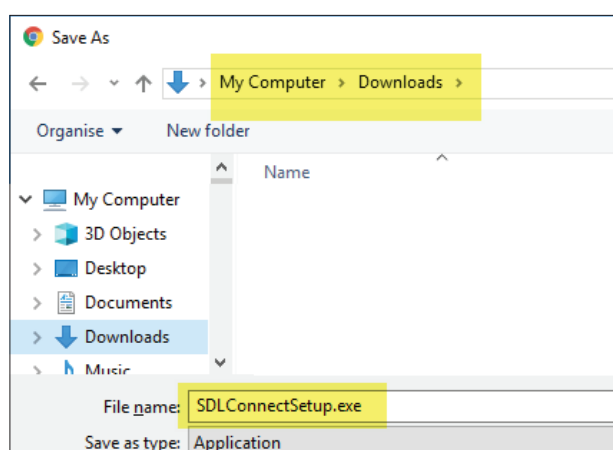 Save As
My Computer > Downloads >
Organise New folder
Name
My Computer
3D Objects
Desktop
Documents
Downloads
Music
File name: SDLConnectSetup.exe
Save as type: Application